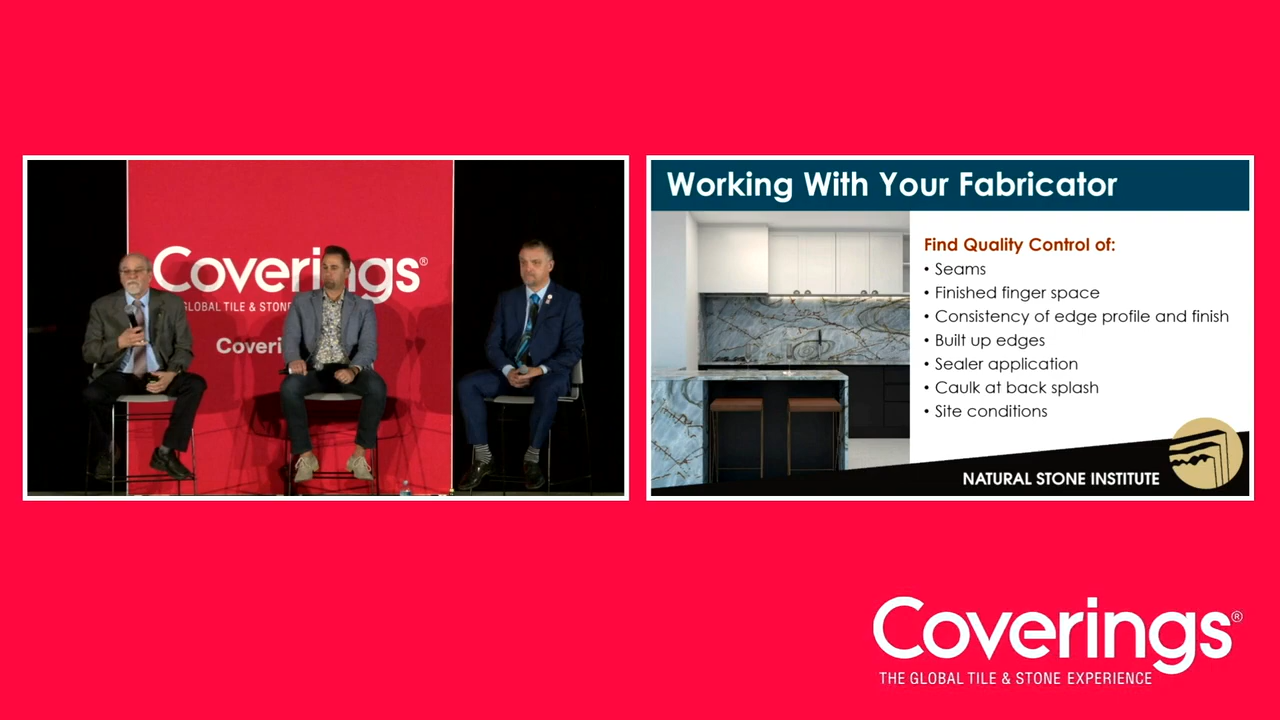 Coverings®
GLOBAL TILE & STONE
Coveri
Working With Your Fabricator
Find Quality Control of:
• Seams
• Finished finger space
• Consistency of edge profile and finish
• Built up edges
• Sealer application
• Caulk at back splash
• Site conditions
NATURAL STONE INSTITUTE
Coverings®
THE GLOBAL TILE & STONE EXPERIENCE